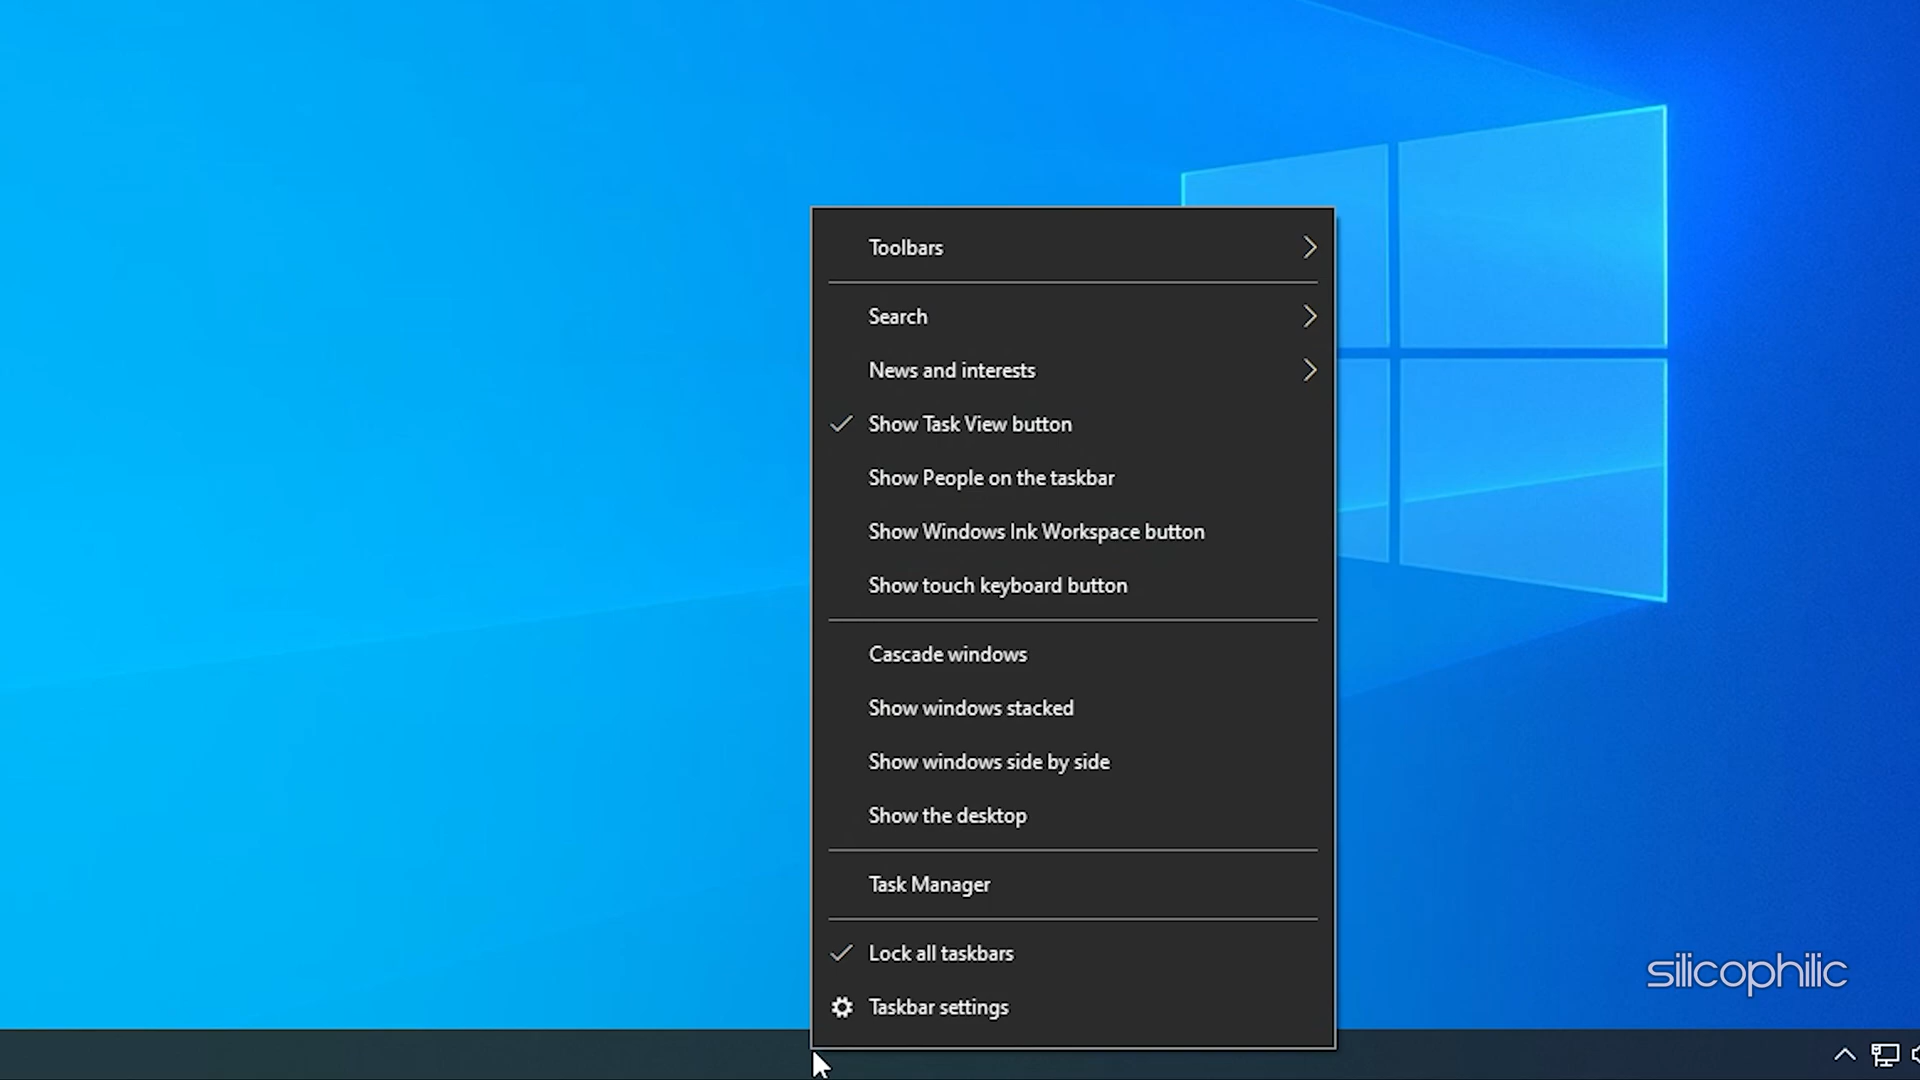 Toolbars
Search
News and interests
Show Task View button
Show People on the taskbar
Show Windows Ink Workspace button
Show touch keyboard button
Cascade windows
Show windows stacked
Show windows side by side
Show the desktop
Task Manager
Lock all taskbars
Taskbar settings
silicophilic